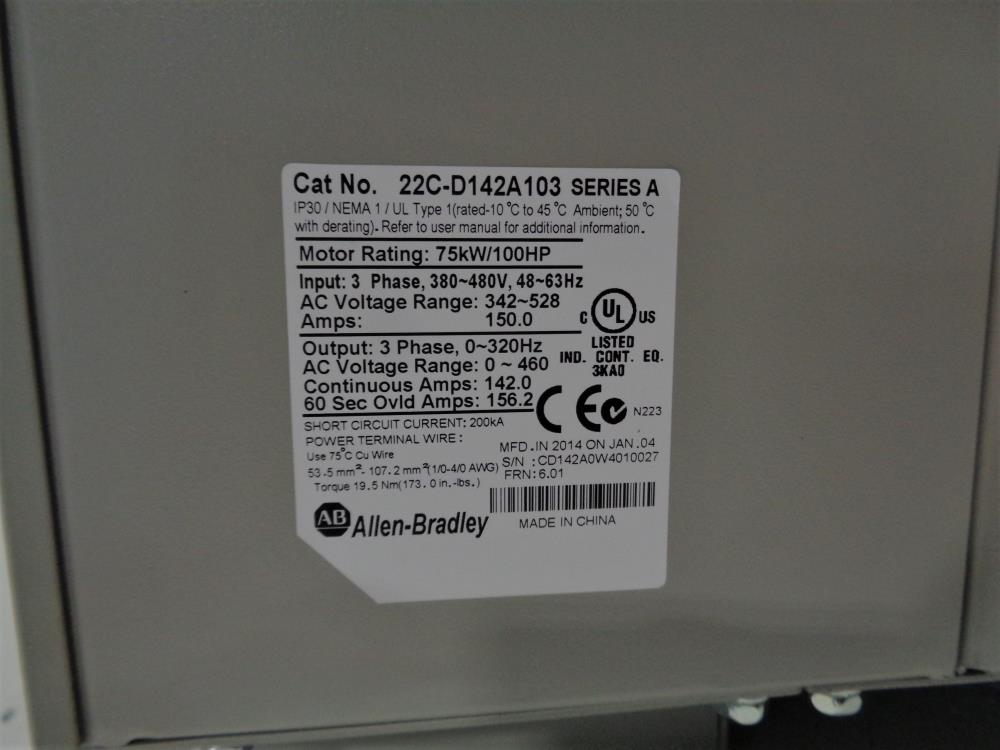 Cat No. 22C-D142A103 SERIES A
IP30 / NEMA 1 / UL Type 1(rated-10 °C to 45 °C Ambient; 50 °C
with derating). Refer to user manual for additional information.
Motor Rating: 75kW/100HP
Input: 3 Phase, 380~480V, 48~63Hz
AC Voltage Range: 342~528
Amps: 150.0
C UL US
LISTED
IND. CONT. EQ.
3KA0
Output: 3 Phase, 0~320Hz
AC Voltage Range: 0 ~ 460
Continuous Amps: 142.0
60 Sec Ovld Amps: 156.2
CE N223
SHORT CIRCUIT CURRENT: 200kA
POWER TERMINAL WIRE :
Use 75°C Cu Wire
53.5 mm²- 107.2 mm²(1/0-4/0 AWG)
Torque 19.5 Nm(173.0 in.-lbs.)
MFD.IN 2014 ON JAN.04
S/N :CD142A0W4010027
FRN:6.01
AB Allen-Bradley
MADE IN CHINA